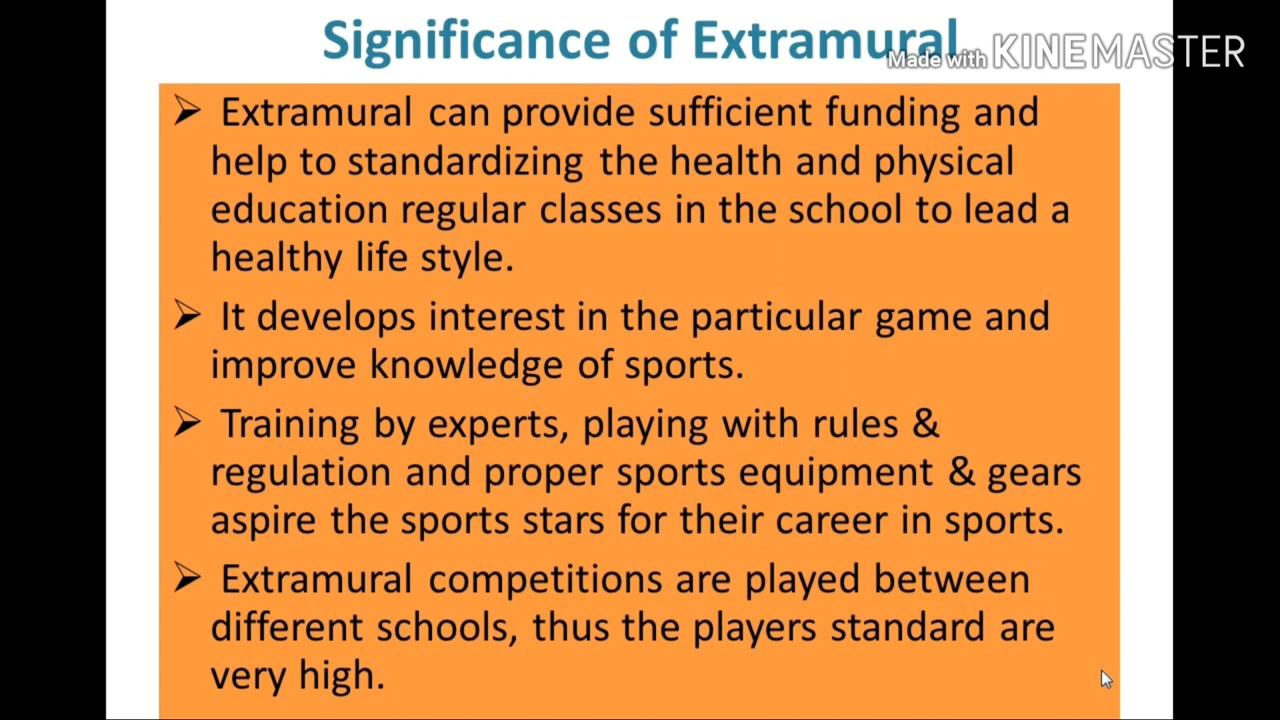 Significance of Extramural
Made with KINEMASTER
➢ Extramural can provide sufficient funding and
help to standardizing the health and physical
education regular classes in the school to lead a
healthy life style.
➢ It develops interest in the particular game and
improve knowledge of sports.
➢ Training by experts, playing with rules &
regulation and proper sports equipment & gears
aspire the sports stars for their career in sports.
➢ Extramural competitions are played between
different schools, thus the players standard are
very high.